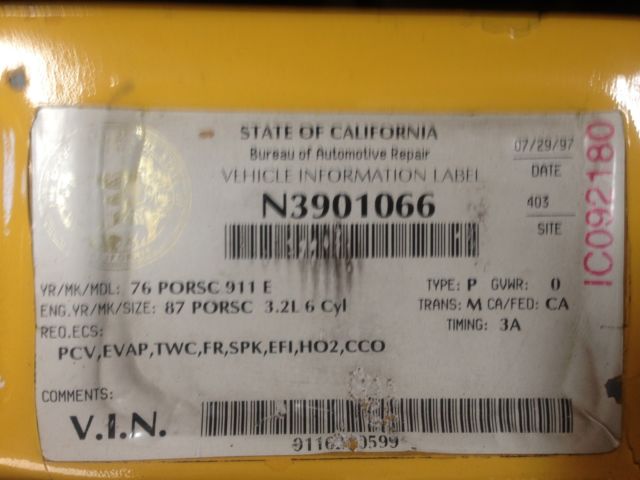 STATE OF CALIFORNIA
Bureau of Automotive Repair
VEHICLE INFORMATION LABEL
N3901066
07/29/97
DATE
403
SITE
IC092180
YR/MK/MDL: 76 PORSC 911 E
TYPE: P GVWR: 0
ENG.YR/MK/SIZE: 87 PORSC 3.2L 6 Cyl
TRANS: M CA/FED: CA
REQ.ECS:
TIMING: 3A
PCV,EVAP,TWC,FR,SPK,EFI,HO2,CCO
COMMENTS:
V.I.N.